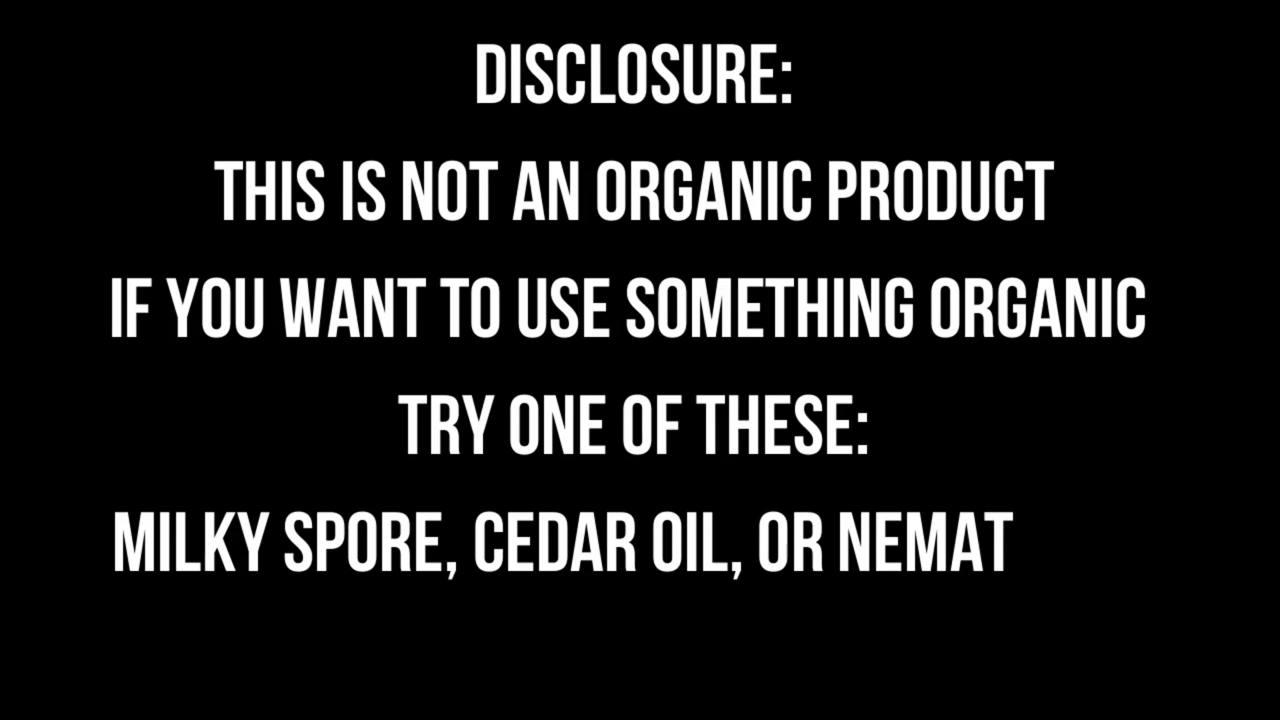 DISCLOSURE:
THIS IS NOT AN ORGANIC PRODUCT
IF YOU WANT TO USE SOMETHING ORGANIC
TRY ONE OF THESE:
MILKY SPORE, CEDAR OIL, OR NEMAT